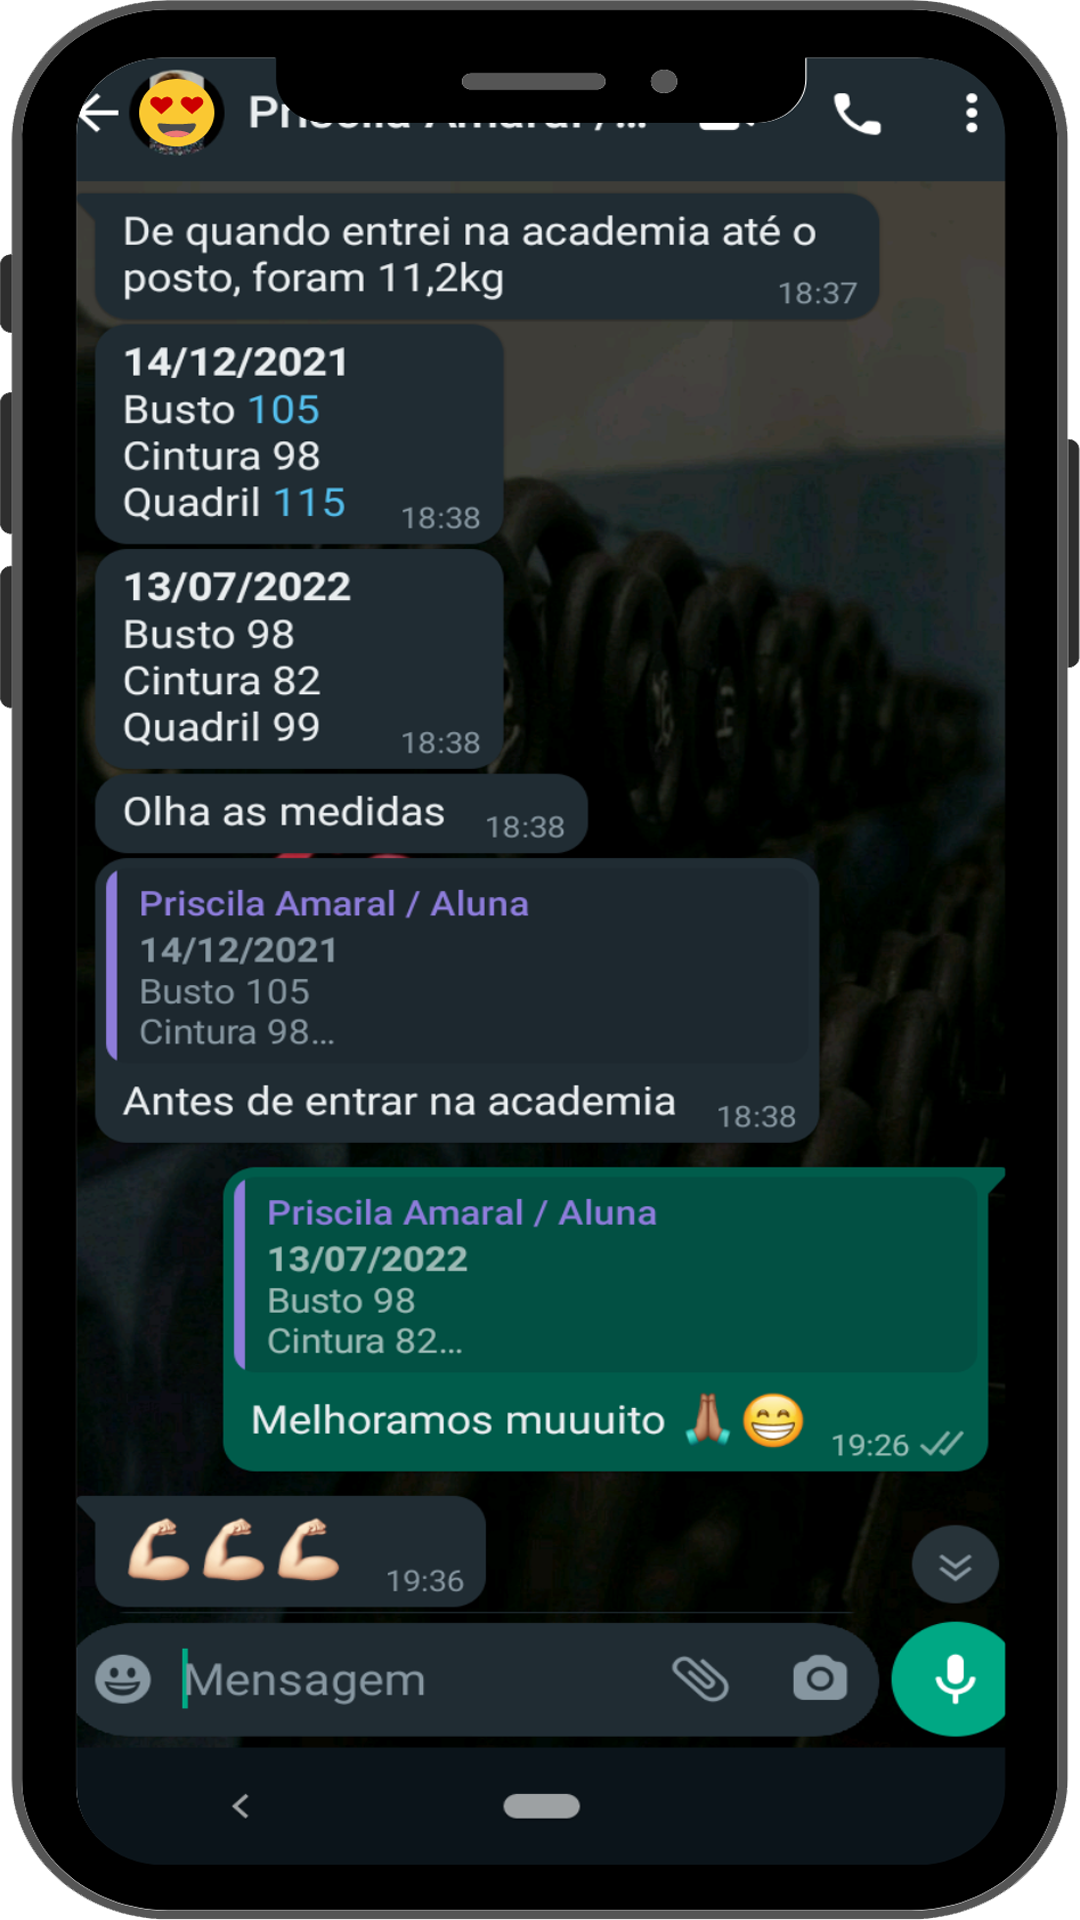 Priscila Amaral /...
De quando entrei na academia até o
posto, foram 11,2kg
18:37
14/12/2021
Busto 105
Cintura 98
Quadril 115
18:38
13/07/2022
Busto 98
Cintura 82
Quadril 99
18:38
Olha as medidas
18:38
Priscila Amaral / Aluna
14/12/2021
Busto 105
Cintura 98...
Antes de entrar na academia
18:38
Priscila Amaral / Aluna
13/07/2022
Busto 98
Cintura 82...
Melhoramos muuuito 🙏🏽😁
19:26
💪🏻💪🏻💪🏻
19:36
Mensagem